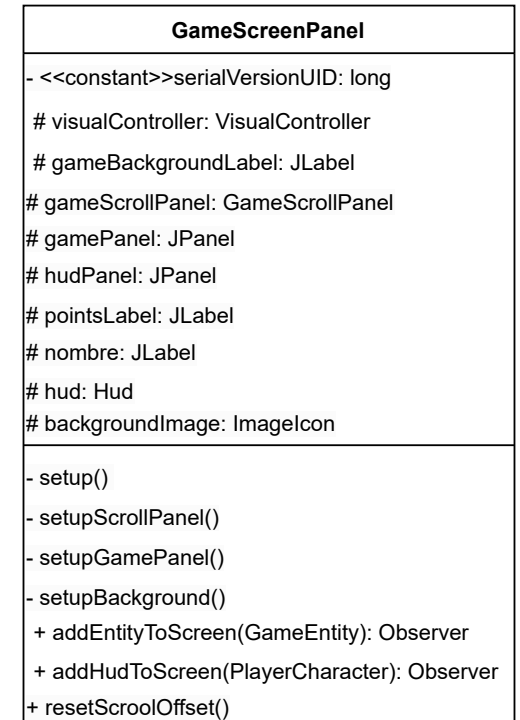 GameScreenPanel
- <<constant>>serialVersionUID: long
# visualController: VisualController
# gameBackgroundLabel: JLabel
# gameScrollPanel: GameScrollPanel
# gamePanel: JPanel
# hudPanel: JPanel
# pointsLabel: JLabel
# nombre: JLabel
# hud: Hud
# backgroundImage: ImageIcon
- setup()
- setupScrollPanel()
- setupGamePanel()
- setupBackground()
+ addEntityToScreen(GameEntity): Observer
+ addHudToScreen(PlayerCharacter): Observer
+ resetScroolOffset()